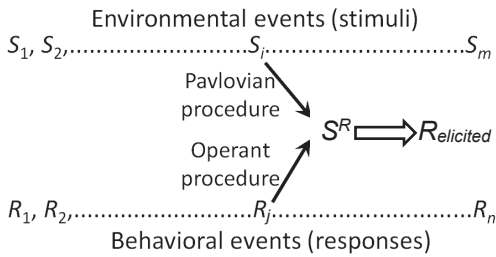 Environmental events (stimuli)
S1, S2,..............................Si........................................Sm
Pavlovian
procedure
S^R ⇒ Relicited
Operant
procedure
R1, R2,..............................Rj........................................Rn
Behavioral events (responses)